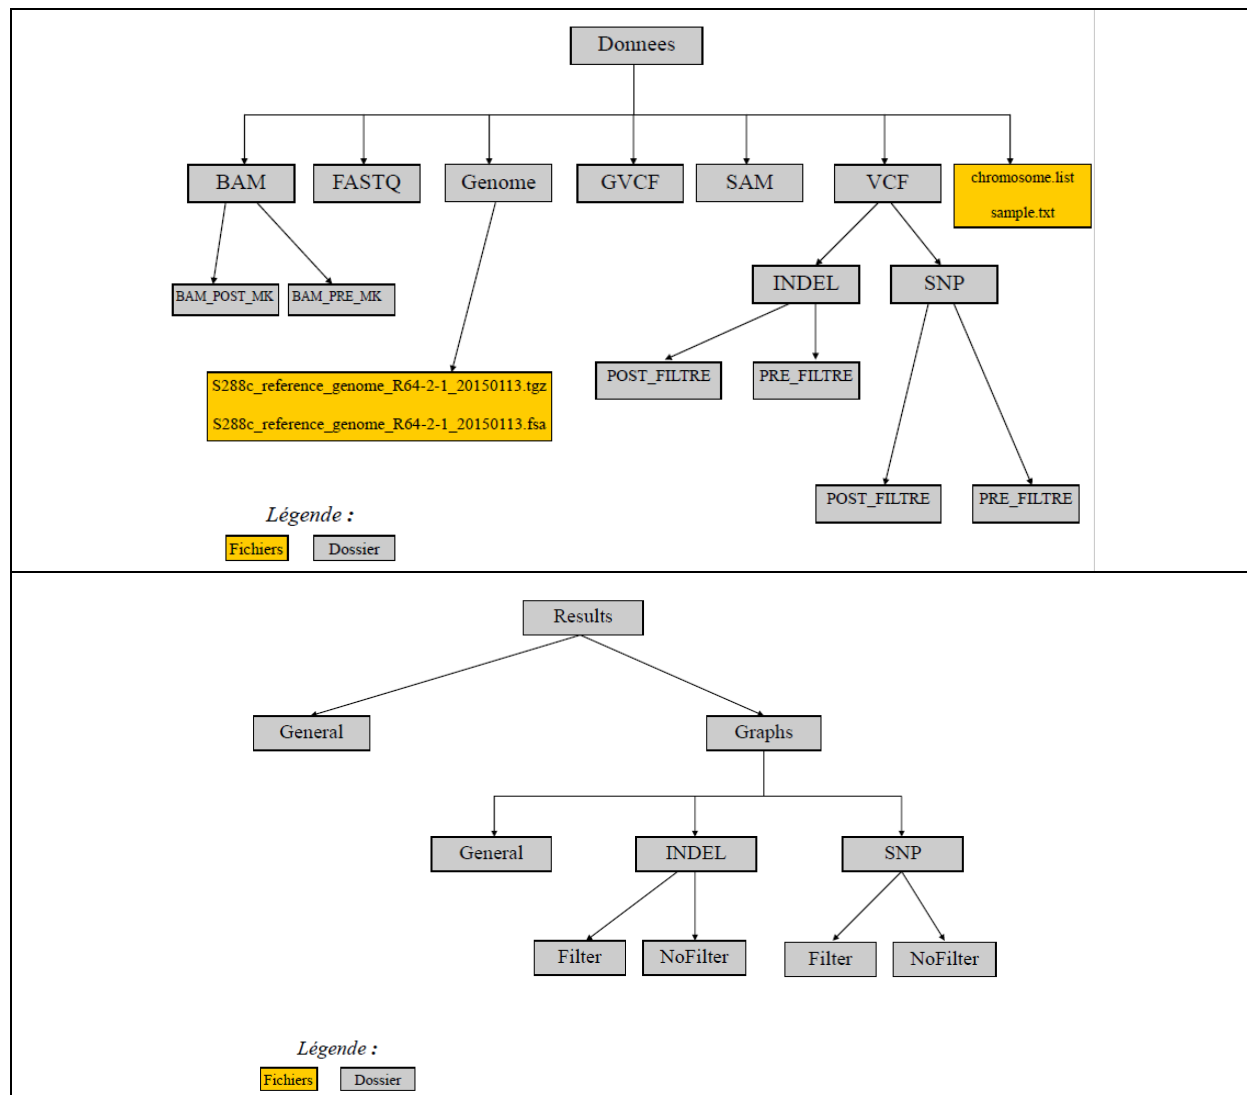 Donnees
BAM
FASTQ
Genome
GVCF
SAM
VCF
chromosome.list
sample.txt
INDEL
SNP
BAM_POST_MK
BAM_PRE_MK
POST_FILTRE
PRE_FILTRE
S288c_reference_genome_R64-2-1_20150113.tgz
S288c_reference_genome_R64-2-1_20150113.fsa
POST_FILTRE
PRE_FILTRE
Légende :
Fichiers
Dossier
Results
General
Graphs
General
INDEL
SNP
Filter
NoFilter
Filter
NoFilter
Légende :
Fichiers
Dossier